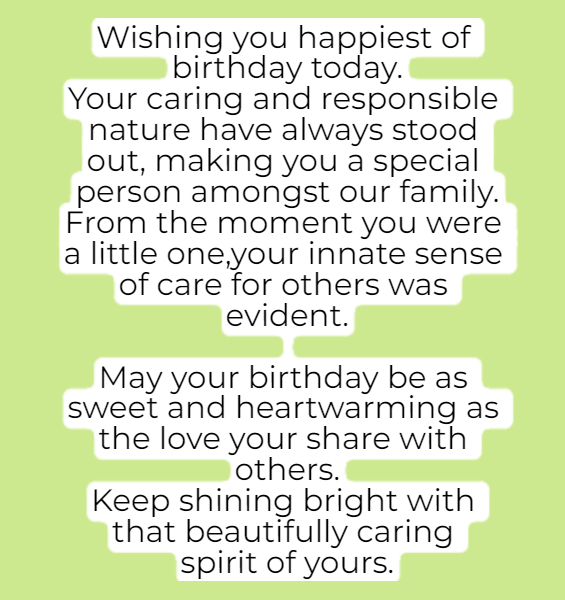 Wishing you happiest of
birthday today.
Your caring and responsible
nature have always stood
out, making you a special
person amongst our family.
From the moment you were
a little one,your innate sense
of care for others was
evident.
May your birthday be as
sweet and heartwarming as
the love your share with
others.
Keep shining bright with
that beautifully caring
spirit of yours.